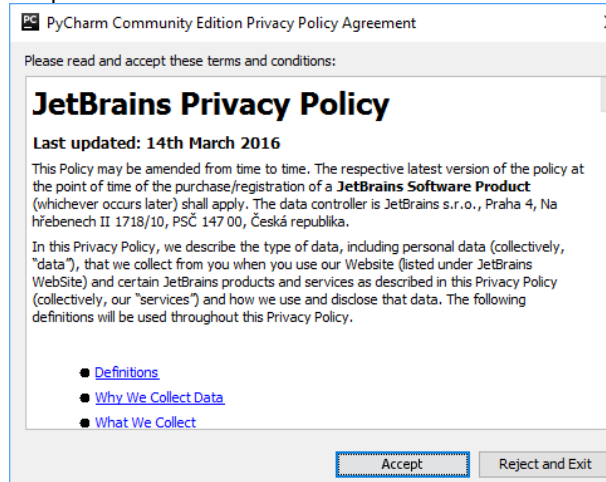 PC PyCharm Community Edition Privacy Policy Agreement
Please read and accept these terms and conditions:
JetBrains Privacy Policy
Last updated: 14th March 2016
This Policy may be amended from time to time. The respective latest version of the policy at
the point of time of the purchase/registration of a JetBrains Software Product
(whichever occurs later) shall apply. The data controller is JetBrains s.r.o., Praha 4, Na
hřebenech II 1718/10, PSČ 147 00, Česká republika.
In this Privacy Policy, we describe the type of data, including personal data (collectively,
“data”), that we collect from you when you use our Website (listed under JetBrains
WebSite) and certain JetBrains products and services as described in this Privacy Policy
(collectively, our “services”) and how we use and disclose that data. The following
definitions will be used throughout this Privacy Policy.
Definitions
Why We Collect Data
What We Collect
Accept Reject and Exit